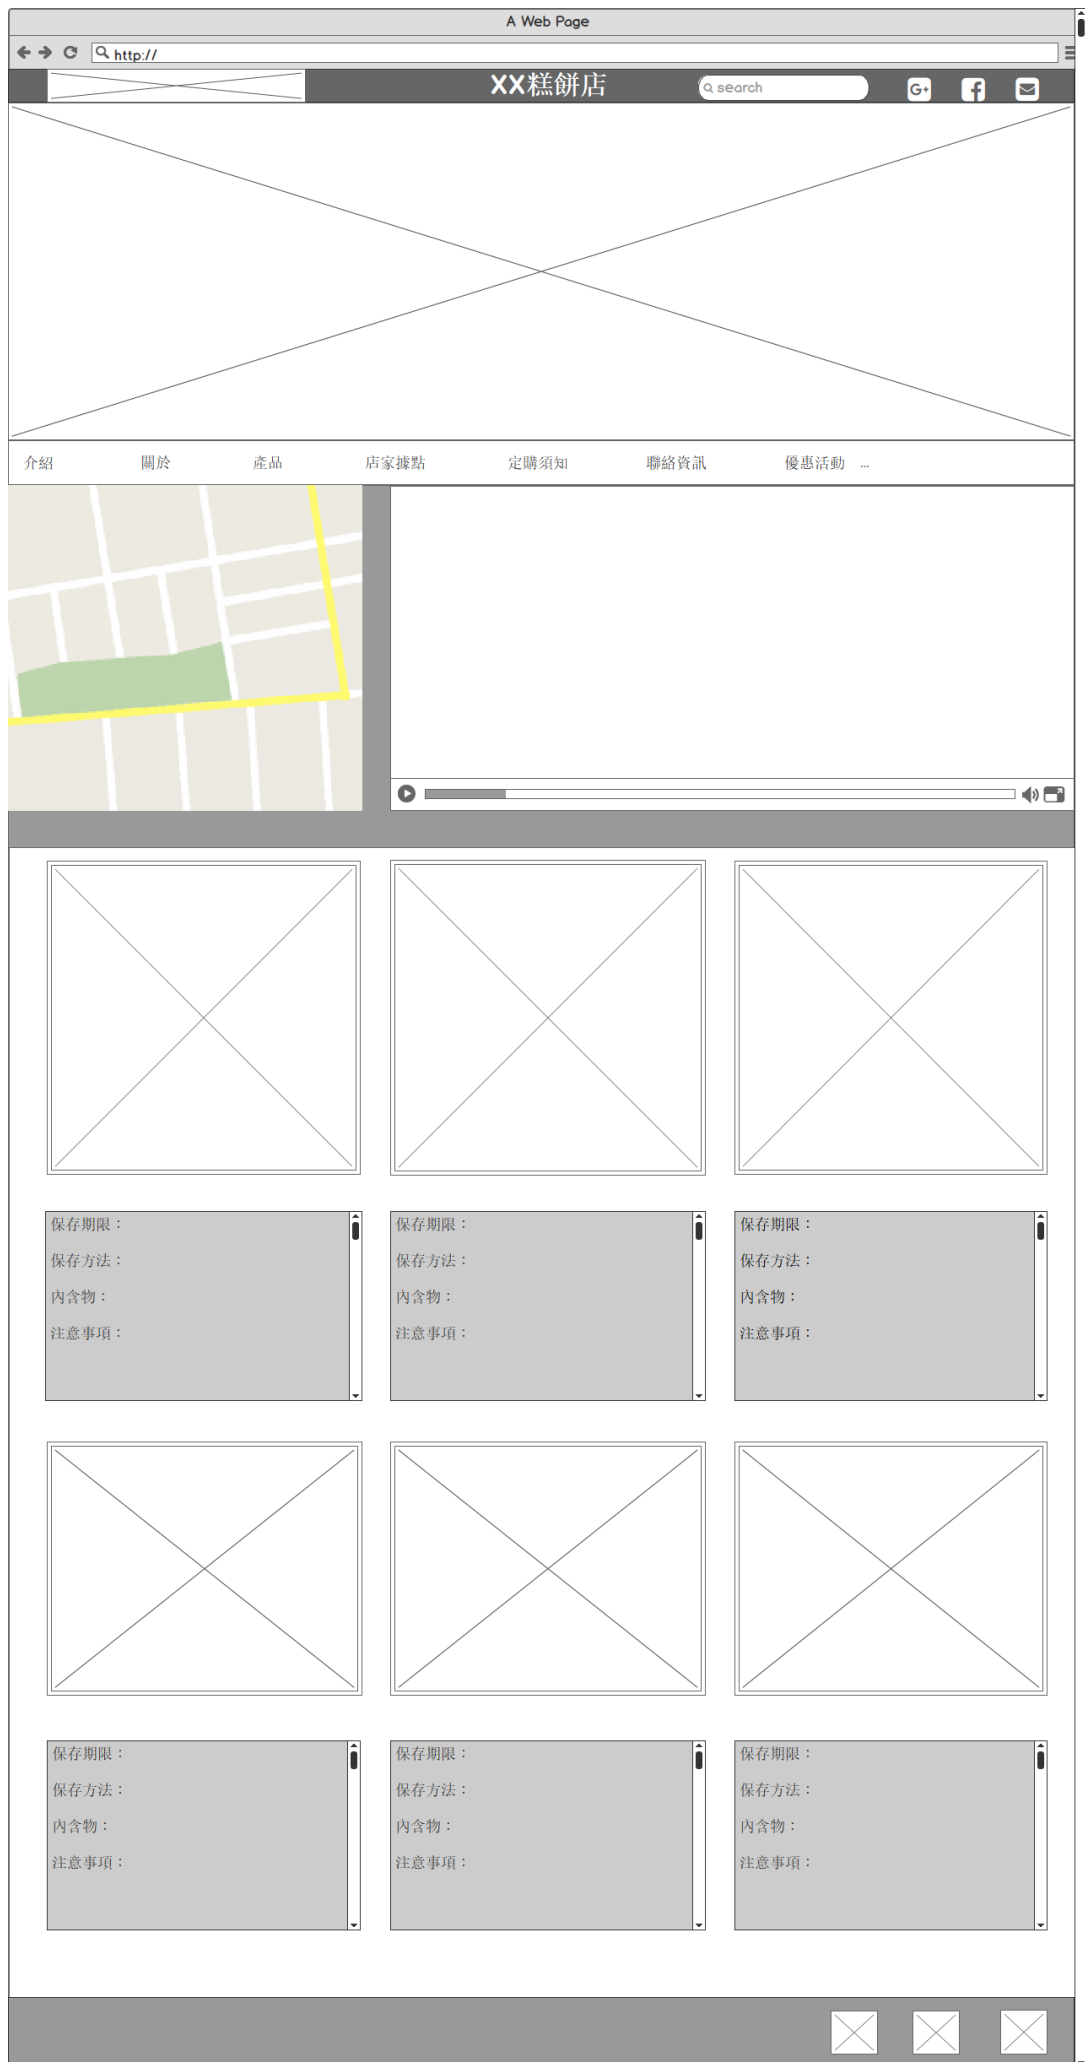 A Web Page
http://
XX糕餅店
search
G+
介紹 關於 產品 店家據點 定購須知 聯絡資訊 優惠活動 ...
保存期限：
保存方法：
內含物：
注意事項：
保存期限：
保存方法：
內含物：
注意事項：
保存期限：
保存方法：
內含物：
注意事項：
保存期限：
保存方法：
內含物：
注意事項：
保存期限：
保存方法：
內含物：
注意事項：
保存期限：
保存方法：
內含物：
注意事項：